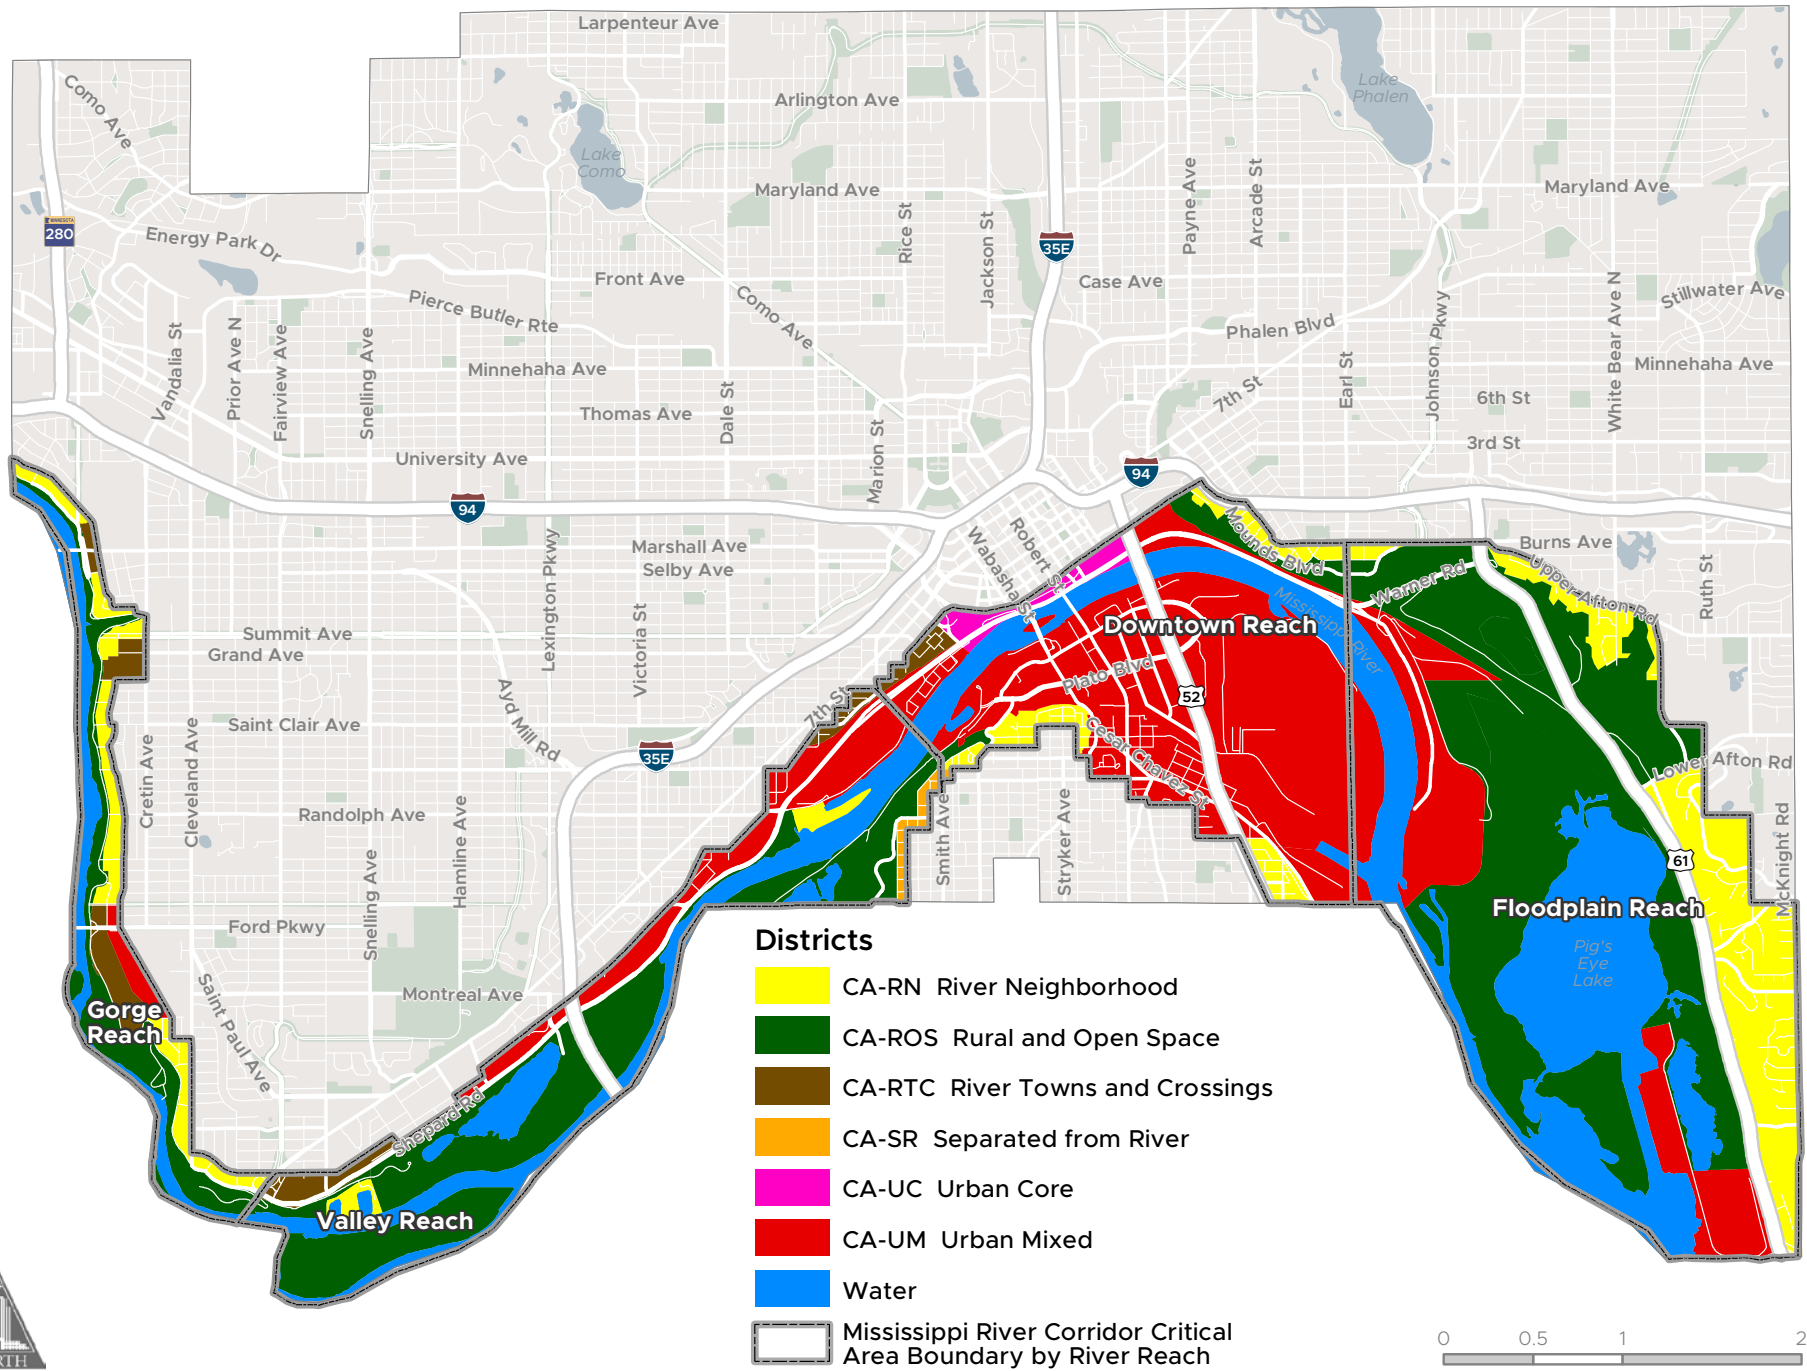 Larpenteur Ave
Como Ave
Arlington Ave
Lake
Phalen
Lake
Como
Maryland Ave
Maryland Ave
Payne Ave
Arcade St
Rice St
Jackson St
MINNESOTA
280
Energy Park Dr
35E
Front Ave
Case Ave
Stillwater Ave
Pierce Butler Rte
Como Ave
Phalen Blvd
Johnson Pkwy
White Bear Ave N
Vandalia St
Prior Ave N
Fairview Ave
Snelling Ave
Minnehaha Ave
Minnehaha Ave
Earl St
7th St
6th St
Thomas Ave
Dale St
Marion St
3rd St
University Ave
94
94
Robert St
Wabasha St
Mounds Blvd
Marshall Ave
Selby Ave
Lexington Pkwy
Burns Ave
Upper Afton Rd
Warner Rd
Ruth St
Mississippi River
Downtown Reach
Summit Ave
Grand Ave
Victoria St
Plato Blvd
52
7th St
Ayd Mill Rd
Saint Clair Ave
Cesar Chavez St
35E
Lower Afton Rd
Cretin Ave
Cleveland Ave
Randolph Ave
Hamline Ave
Snelling Ave
Smith Ave
Stryker Ave
McKnight Rd
61
Ford Pkwy
Floodplain Reach
Pig's
Eye
Lake
Montreal Ave
Saint Paul Ave
Gorge
Reach
Shepard Rd
Valley Reach
Districts
CA-RN River Neighborhood
CA-ROS Rural and Open Space
CA-RTC River Towns and Crossings
CA-SR Separated from River
CA-UC Urban Core
CA-UM Urban Mixed
Water
Mississippi River Corridor Critical
Area Boundary by River Reach
0 0.5 1 2
RTH